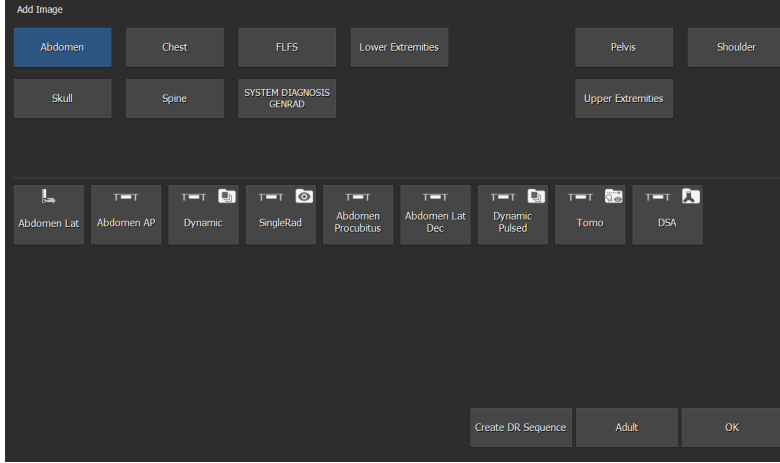 Add Image
Abdomen
Chest
FLFS
Lower Extremities
Pelvis
Shoulder
Skull
Spine
SYSTEM DIAGNOSIS
GENRAD
Upper Extremities
Abdomen Lat
Abdomen AP
Dynamic
SingleRad
Abdomen
Procubitus
Abdomen Lat
Dec
Dynamic
Pulsed
Tomo
DSA
Create DR Sequence
Adult
OK